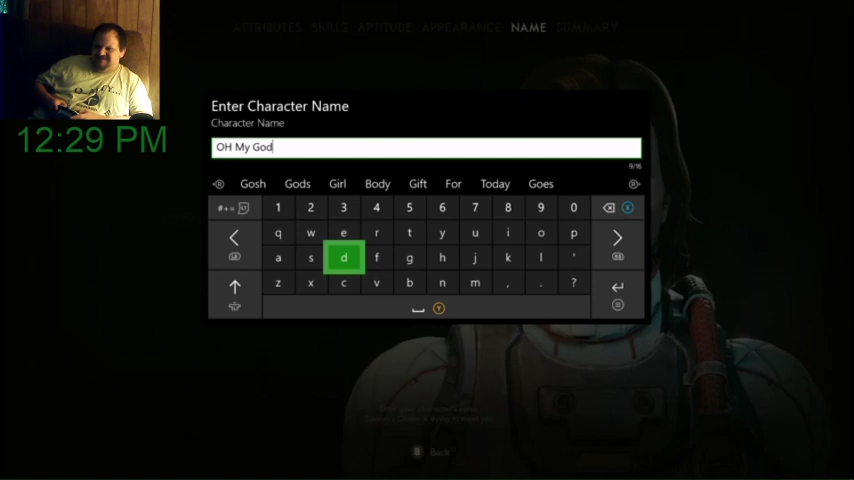 ATTRIBUTES SKILLS APTITUDE APPEARANCE NAME SUMMARY
12:29 PM
Enter Character Name
Character Name
OH My God
9/16
Gosh Gods Girl Body Gift For Today Goes
#+= 1 2 3 4 5 6 7 8 9 0 X
q w e r t y u i o p
LB a s d f g h j k l ' RB
z x c v b n m , . ?
Y
B Back